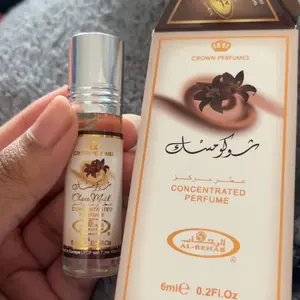 CROWN PERFUMES
شوكو مسك
عطر مركز
CONCENTRATED
PERFUME
الرحاب
AL-REHAB
6ml℮ 0.2Fl.Oz
Choco Musk
CONCENTRATED
PERFUME